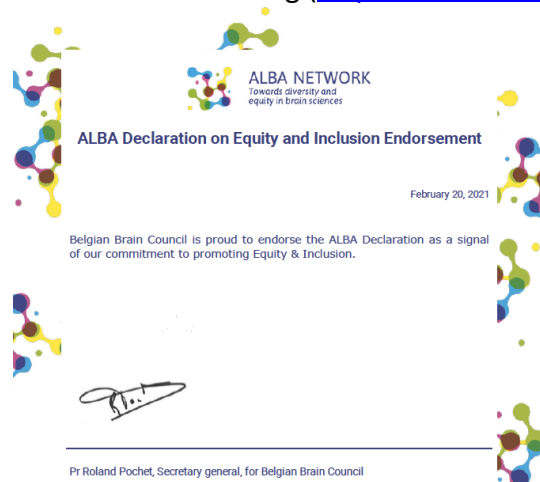 ALBA NETWORK
Towards diversity and
equity in brain sciences
ALBA Declaration on Equity and Inclusion Endorsement
February 20, 2021
Belgian Brain Council is proud to endorse the ALBA Declaration as a signal
of our commitment to promoting Equity & Inclusion.
Pr Roland Pochet, Secretary general, for Belgian Brain Council